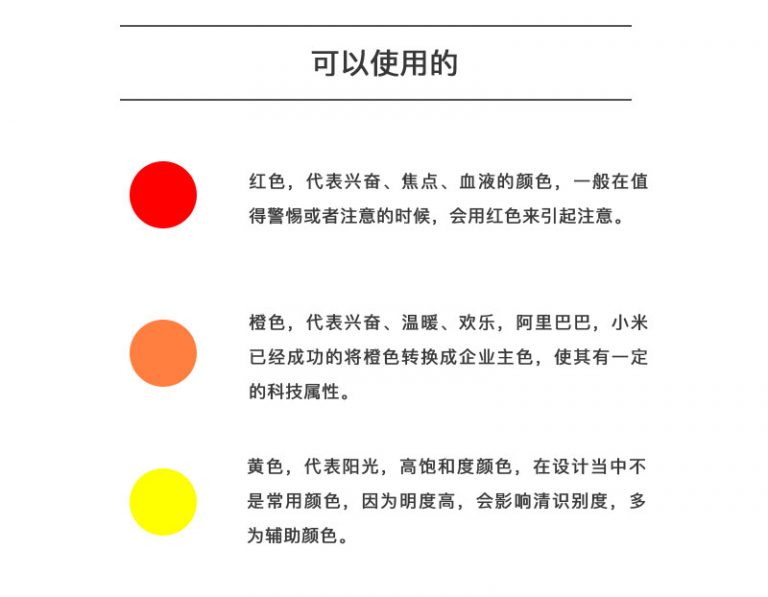 可以使用的
红色，代表兴奋、焦点、血液的颜色，一般在值
得警惕或者注意的时候，会用红色来引起注意。
橙色，代表兴奋、温暖、欢乐，阿里巴巴，小米
已经成功的将橙色转换成企业主色，使其有一定
的科技属性。
黄色，代表阳光，高饱和度颜色，在设计当中不
是常用颜色，因为明度高，会影响清识别度，多
为辅助颜色。